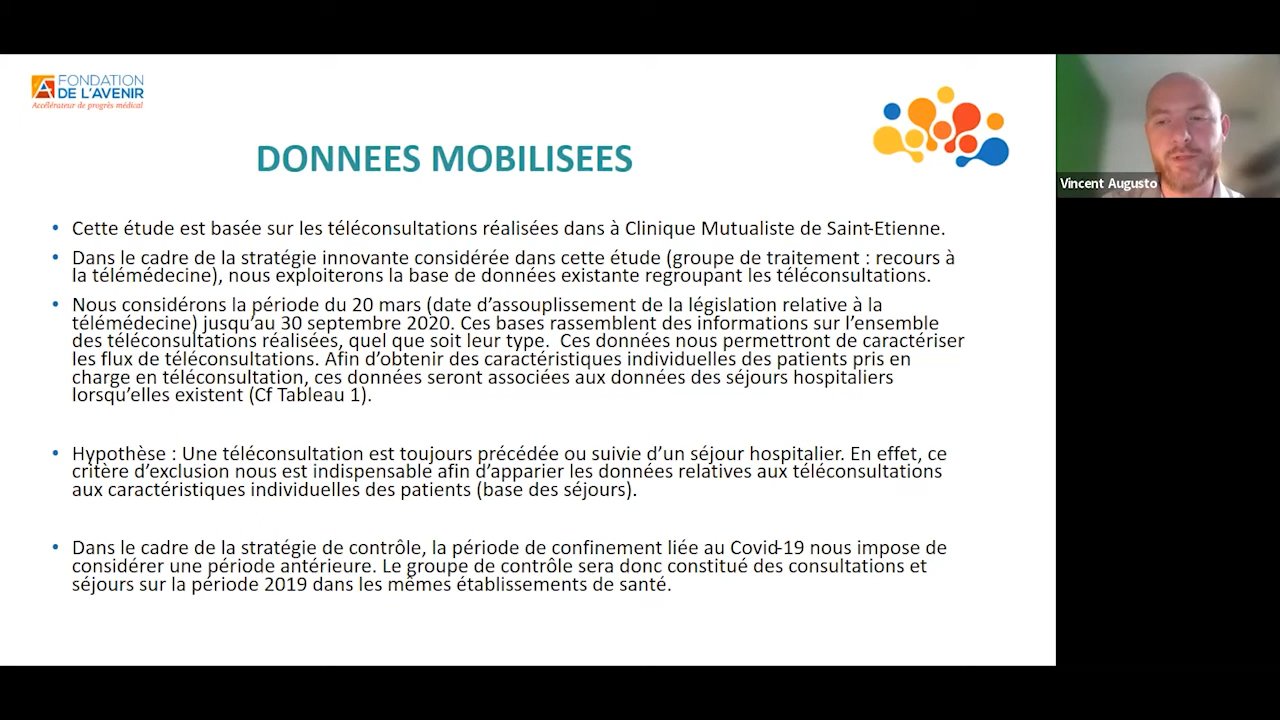 FONDATION
DE L'AVENIR
Accélérateur de progrès médical
DONNEES MOBILISEES
• Cette étude est basée sur les téléconsultations réalisées dans à Clinique Mutualiste de Saint-Etienne.
• Dans le cadre de la stratégie innovante considérée dans cette étude (groupe de traitement : recours à
la télémédecine), nous exploiterons la base de données existante regroupant les téléconsultations.
• Nous considérons la période du 20 mars (date d'assouplissement de la législation relative à la
télémédecine) jusqu'au 30 septembre 2020. Ces bases rassemblent des informations sur l'ensemble
des téléconsultations réalisées, quel que soit leur type. Ces données nous permettront de caractériser
les flux de téléconsultations. Afin d'obtenir des caractéristiques individuelles des patients pris en
charge en téléconsultation, ces données seront associées aux données des séjours hospitaliers
lorsqu'elles existent (Cf Tableau 1).
• Hypothèse : Une téléconsultation est toujours précédée ou suivie d'un séjour hospitalier. En effet, ce
critère d'exclusion nous est indispensable afin d'apparier les données relatives aux téléconsultations
aux caractéristiques individuelles des patients (base des séjours).
• Dans le cadre de la stratégie de contrôle, la période de confinement liée au Covid-19 nous impose de
considérer une période antérieure. Le groupe de contrôle sera donc constitué des consultations et
séjours sur la période 2019 dans les mêmes établissements de santé.
Vincent Augusto